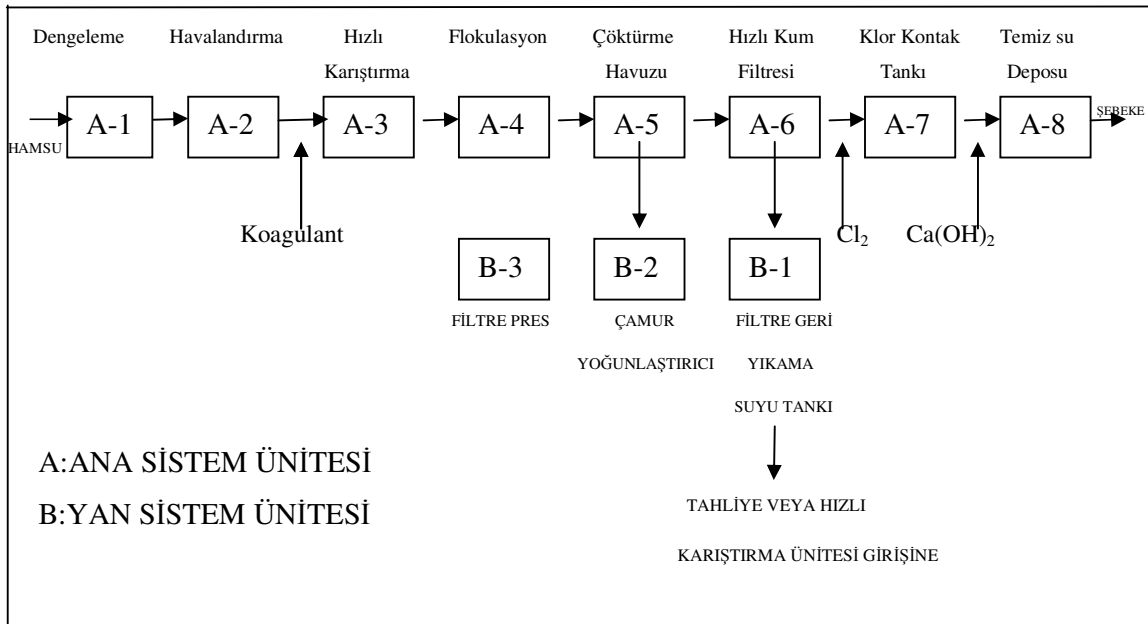 Dengeleme Havalandırma Hızlı Flokulasyon Çöktürme Hızlı Kum Klor Kontak Temiz su
Karıştırma Havuzu Filtresi Tankı Deposu
HAMSU A-1 A-2 A-3 A-4 A-5 A-6 A-7 A-8 ŞEBEKE
Koagulant Cl2 Ca(OH)2
B-3 B-2 B-1
FİLTRE PRES ÇAMUR FİLTRE GERİ
YOĞUNLAŞTIRICI YIKAMA
SUYU TANKI
A:ANA SİSTEM ÜNİTESİ
B:YAN SİSTEM ÜNİTESİ
TAHLİYE VEYA HIZLI
KARIŞTIRMA ÜNİTESİ GİRİŞİNE